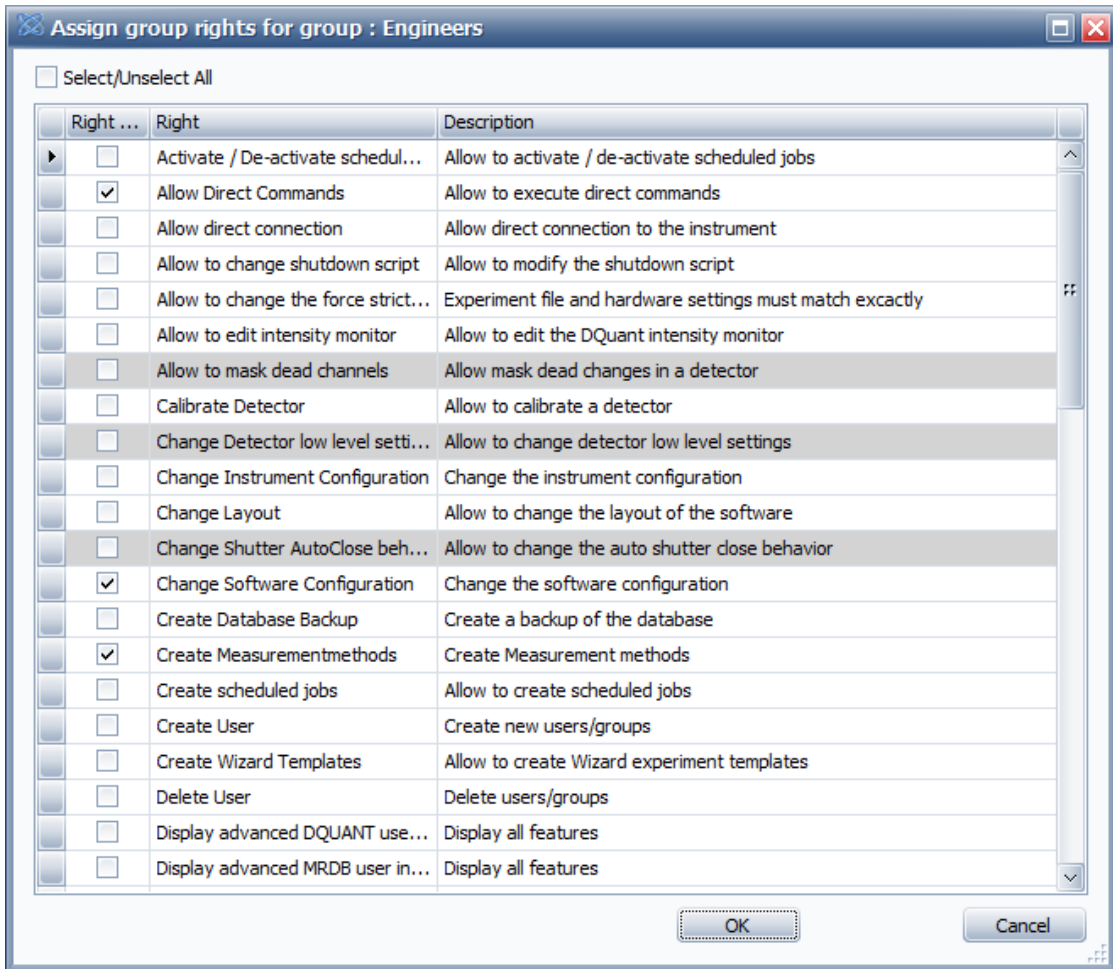 Assign group rights for group : Engineers
Select/Unselect All
Right ... Right Description
Activate / De-activate schedul... Allow to activate / de-activate scheduled jobs
Allow Direct Commands Allow to execute direct commands
Allow direct connection Allow direct connection to the instrument
Allow to change shutdown script Allow to modify the shutdown script
Allow to change the force strict... Experiment file and hardware settings must match excactly
Allow to edit intensity monitor Allow to edit the DQuant intensity monitor
Allow to mask dead channels Allow mask dead changes in a detector
Calibrate Detector Allow to calibrate a detector
Change Detector low level setti... Allow to change detector low level settings
Change Instrument Configuration Change the instrument configuration
Change Layout Allow to change the layout of the software
Change Shutter AutoClose beh... Allow to change the auto shutter close behavior
Change Software Configuration Change the software configuration
Create Database Backup Create a backup of the database
Create Measurementmethods Create Measurement methods
Create scheduled jobs Allow to create scheduled jobs
Create User Create new users/groups
Create Wizard Templates Allow to create Wizard experiment templates
Delete User Delete users/groups
Display advanced DQUANT use... Display all features
Display advanced MRDB user in... Display all features
OK Cancel